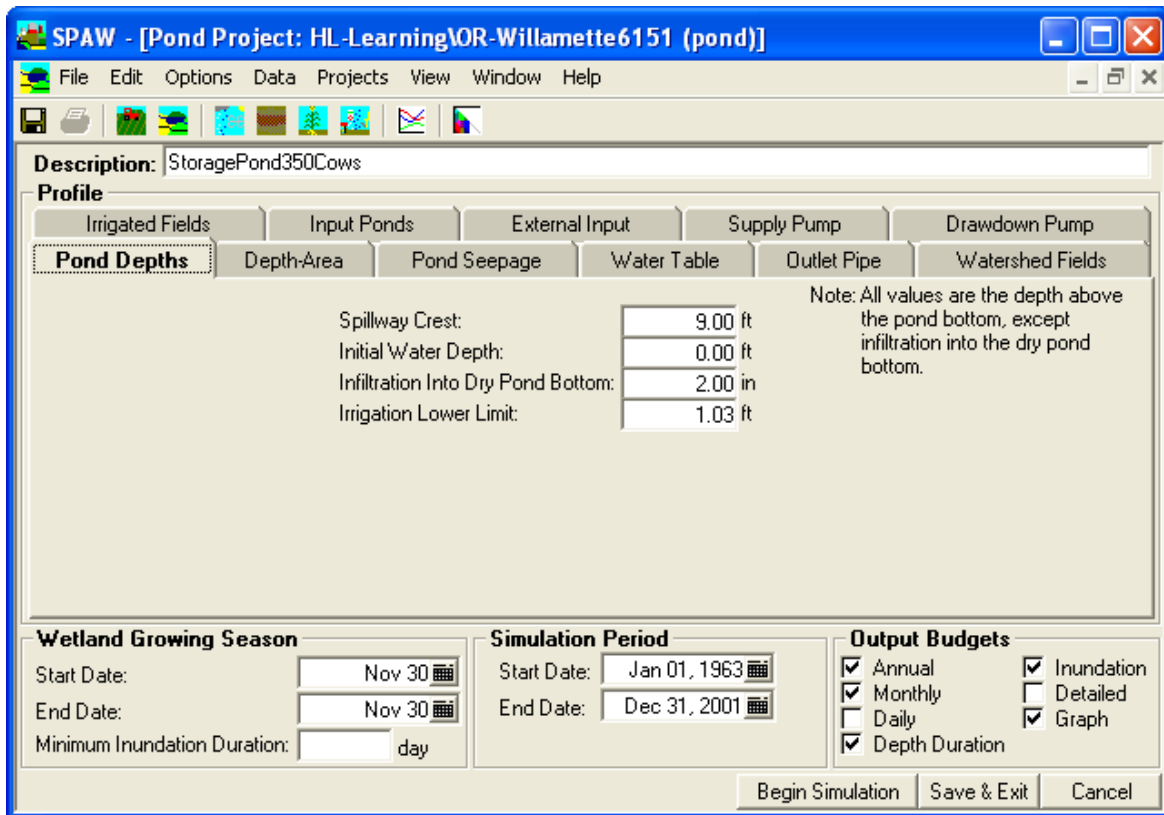 SPAW - [Pond Project: HL-Learning\OR-Willamette6151 (pond)]
File Edit Options Data Projects View Window Help
Description: StoragePond350Cows
Profile
Irrigated Fields Input Ponds External Input Supply Pump Drawdown Pump
Pond Depths Depth-Area Pond Seepage Water Table Outlet Pipe Watershed Fields
Spillway Crest: 9.00 ft
Initial Water Depth: 0.00 ft
Infiltration Into Dry Pond Bottom: 2.00 in
Irrigation Lower Limit: 1.03 ft
Note: All values are the depth above
the pond bottom, except
infiltration into the dry pond
bottom.
Wetland Growing Season
Start Date: Nov 30
End Date: Nov 30
Minimum Inundation Duration: day
Simulation Period
Start Date: Jan 01, 1963
End Date: Dec 31, 2001
Output Budgets
Annual Inundation
Monthly Detailed
Daily Graph
Depth Duration
Begin Simulation Save & Exit Cancel